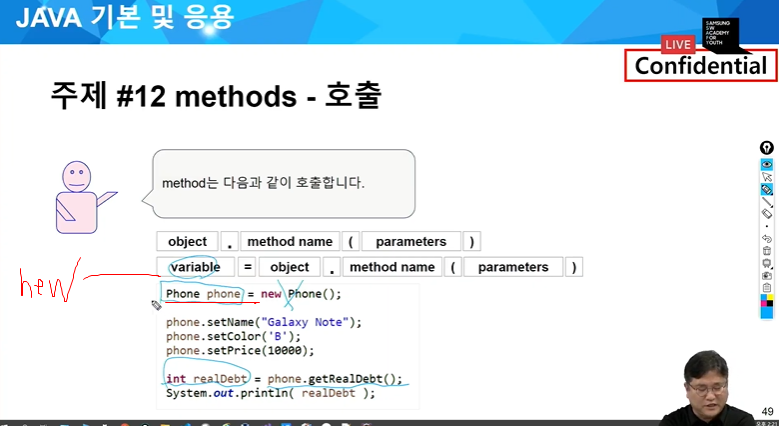 JAVA 기본 및 응용
SAMSUNG
SW
ACADEMY
FOR
YOUTH
LIVE
Confidential
주제 #12 methods - 호출
method는 다음과 같이 호출합니다.
object . method name ( parameters )
variable = object . method name ( parameters )
new
Phone phone = new Phone();
phone.setName("Galaxy Note");
phone.setColor('B');
phone.setPrice(10000);
int realDebt = phone.getRealDebt();
System.out.println( realDebt );
49